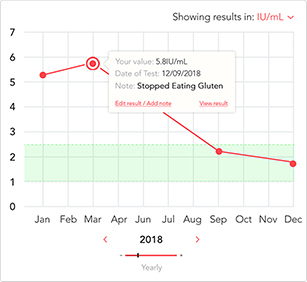 Showing results in: IU/mL
7
6
5
4
3
2
1
0
Your value: 5.8IU/mL
Date of Test: 12/09/2018
Note: Stopped Eating Gluten
Edit result / Add note View result
Jan Feb Mar Apr Jun Jul Aug Sep Oct Nov Dec
2018
Yearly